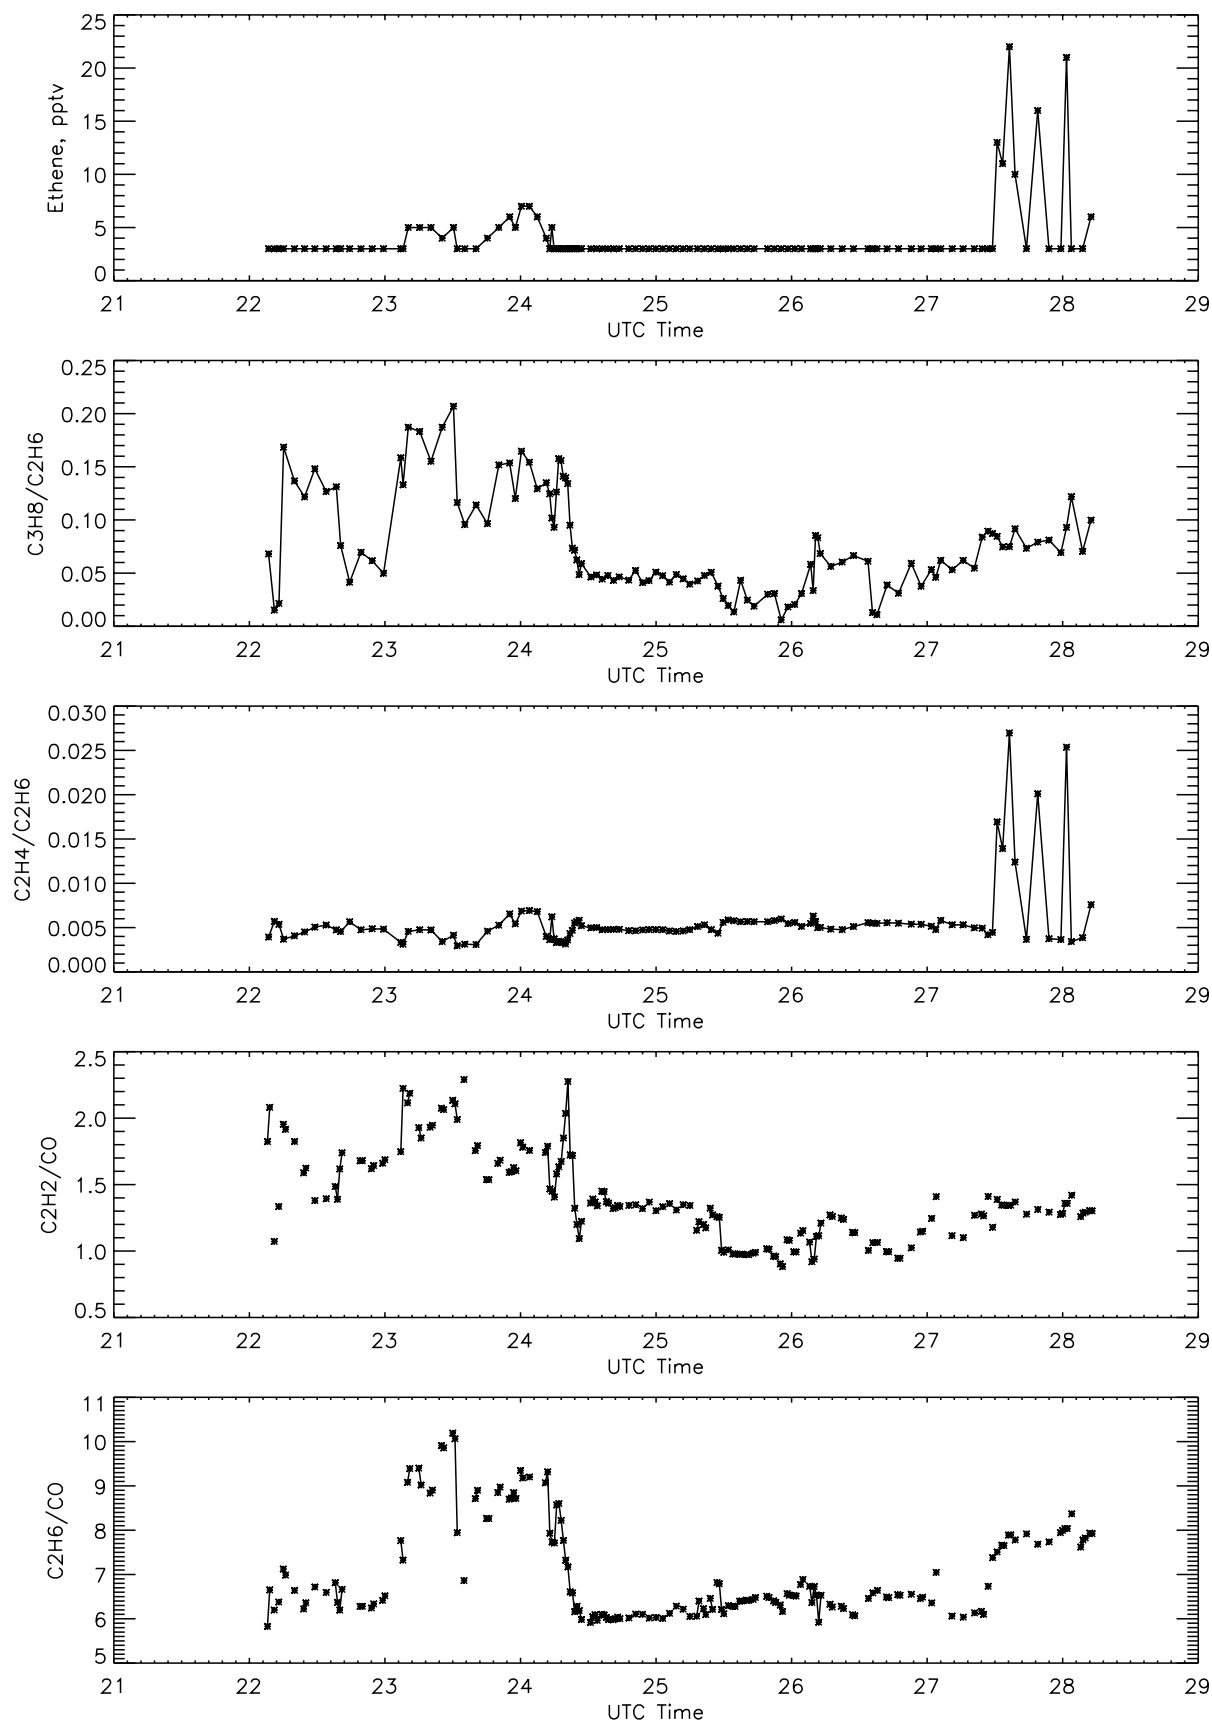 25
20
15
10
5
0
Ethene, pptv
21 22 23 24 25 26 27 28 29
UTC Time
0.25
0.20
0.15
0.10
0.05
0.00
C3H8/C2H6
21 22 23 24 25 26 27 28 29
UTC Time
0.030
0.025
0.020
0.015
0.010
0.005
0.000
C2H4/C2H6
21 22 23 24 25 26 27 28 29
UTC Time
2.5
2.0
1.5
1.0
0.5
C2H2/CO
21 22 23 24 25 26 27 28 29
UTC Time
11
10
9
8
7
6
5
C2H6/CO
21 22 23 24 25 26 27 28 29
UTC Time